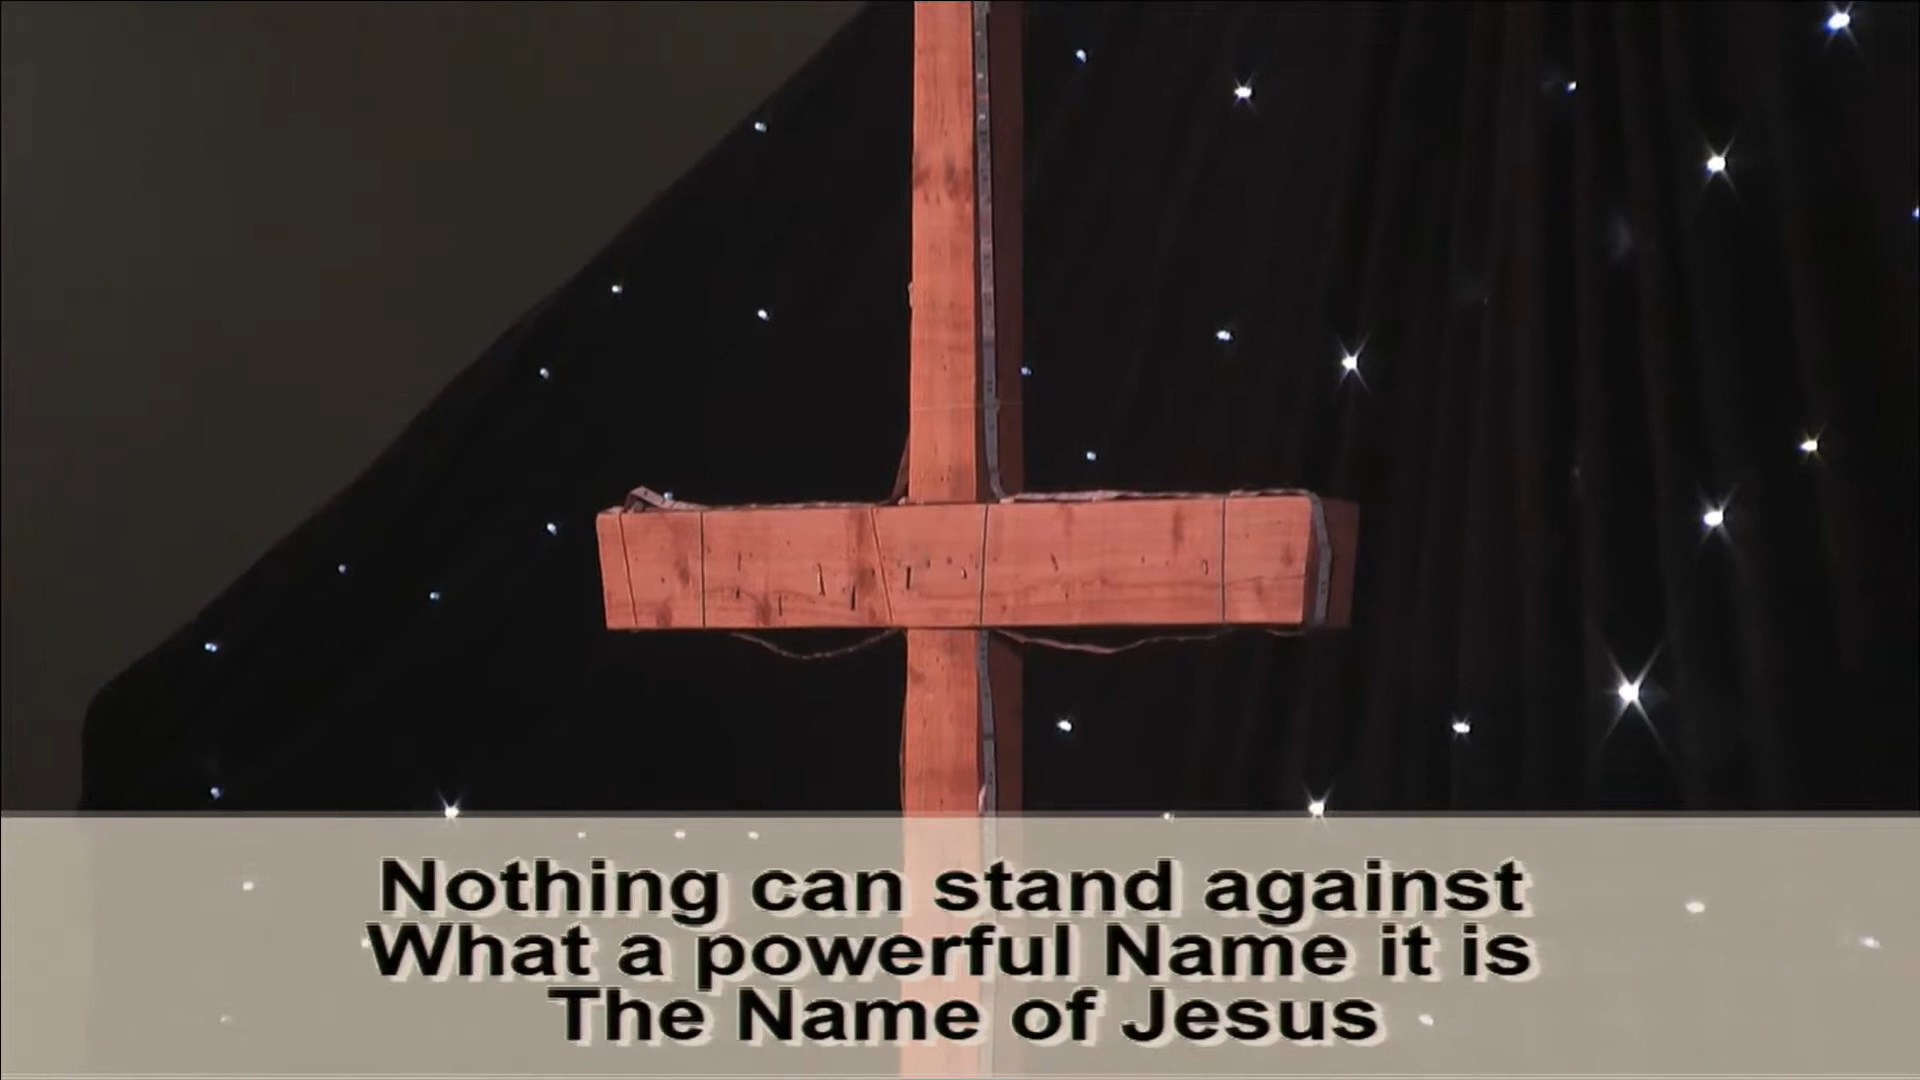 Nothing can stand against
What a powerful Name it is
The Name of Jesus